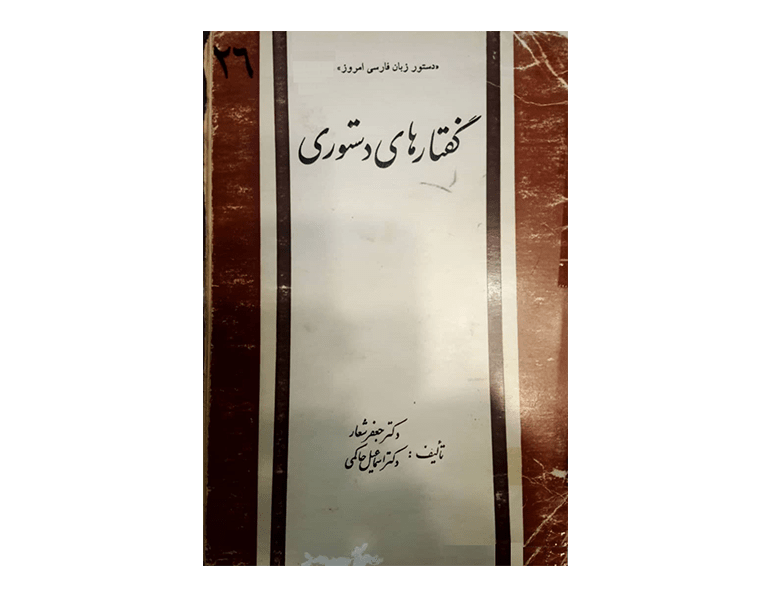 ۲۶
«دستور زبان فارسی امروز»
گفتارهای دستوری
دکتر جعفر شعار
تألیف:
دکتر اسماعیل حاکمی